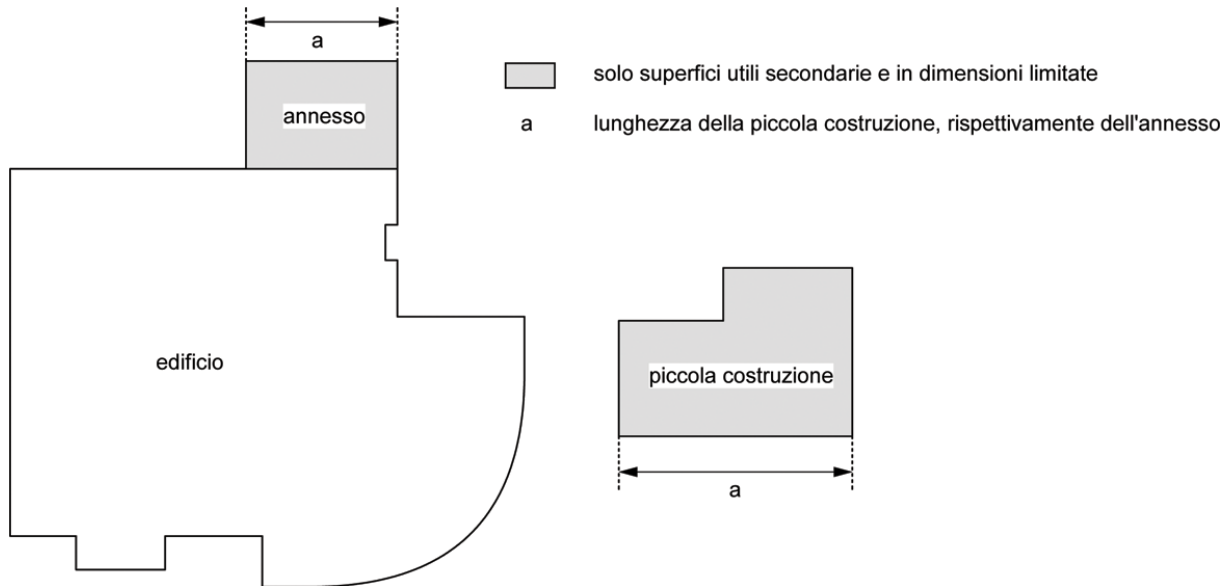 a
annesso
solo superfici utili secondarie e in dimensioni limitate
a lunghezza della piccola costruzione, rispettivamente dell'annesso
edificio
piccola costruzione
a